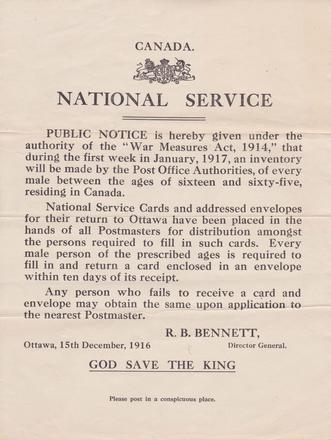 CANADA.
NATIONAL SERVICE
PUBLIC NOTICE is hereby given under the
authority of the "War Measures Act, 1914," that
during the first week in January, 1917, an inventory
will be made by the Post Office Authorities, of every
male between the ages of sixteen and sixty-five,
residing in Canada.
National Service Cards and addressed envelopes
for their return to Ottawa have been placed in the
hands of all Postmasters for distribution amongst
the persons required to fill in such cards. Every
male person of the prescribed ages is required to
fill in and return a card enclosed in an envelope
within ten days of its receipt.
Any person who fails to receive a card and
envelope may obtain the same upon application to
the nearest Postmaster.
R. B. BENNETT,
Ottawa, 15th December, 1916 Director General.
GOD SAVE THE KING
Please post in a conspicuous place.